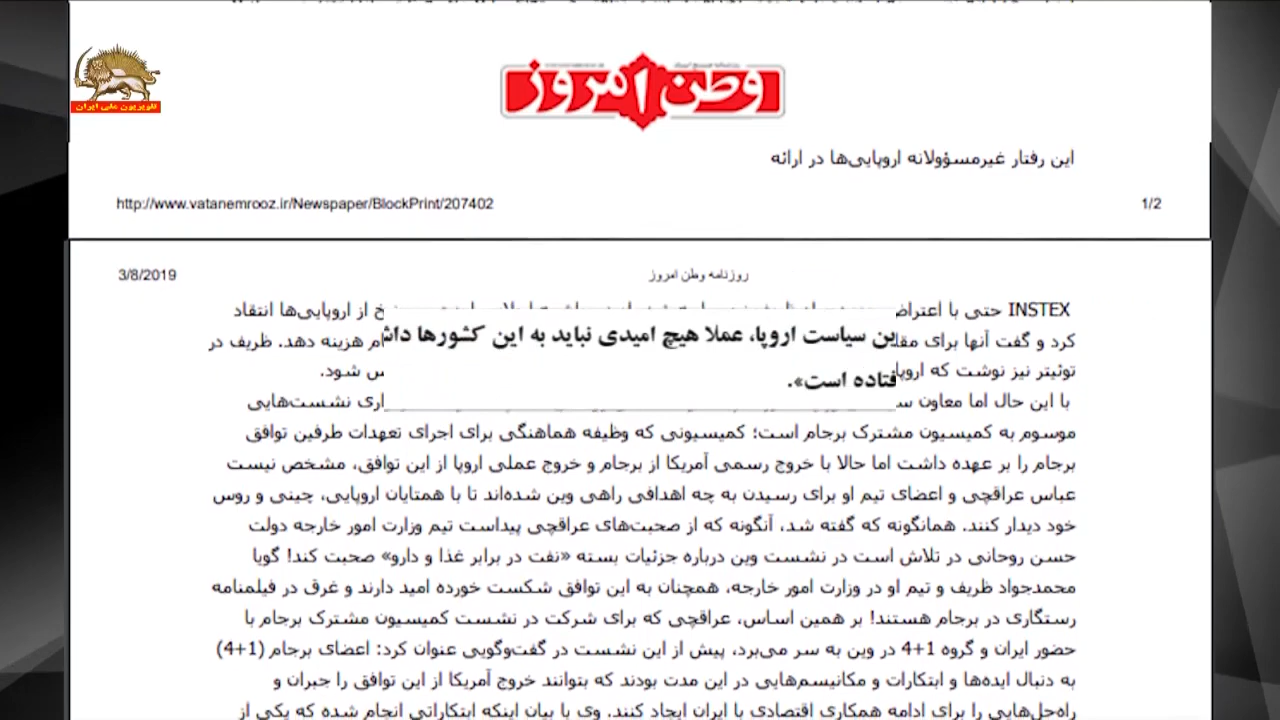 تلویزیون ملی ایران
وطن امروز
این رفتار غیرمسؤولانه اروپایی‌ها در ارائه
http://www.vatanemrooz.ir/Newspaper/BlockPrint/207402 1/2
3/8/2019 روزنامه وطن امروز
INSTEX حتی با اعتراض از اروپایی‌ها انتقاد
کرد و گفت آنها برای هزینه دهد. ظریف در
ین سیاست اروپا، عملا هیچ امیدی نباید به این کشورها
توئیتر نیز نوشت که شود.
فتاده است».
با این حال اما معاون نشست‌هایی
موسوم به کمیسیون مشترک برجام است؛ کمیسیونی که وظیفه هماهنگی برای اجرای تعهدات طرفین توافق
برجام را بر عهده داشت اما حالا با خروج رسمی آمریکا از برجام و خروج عملی اروپا از این توافق، مشخص نیست
عباس عراقچی و اعضای تیم او برای رسیدن به چه اهدافی راهی وین شده‌اند تا با همتایان اروپایی، چینی و روس
خود دیدار کنند. همانگونه که گفته شد، آنگونه که از صحبت‌های عراقچی پیداست تیم وزارت امور خارجه دولت
حسن روحانی در تلاش است در نشست وین درباره جزئیات بسته «نفت در برابر غذا و دارو» صحبت کند! گویا
محمدجواد ظریف و تیم او در وزارت امور خارجه، همچنان به این توافق شکست خورده امید دارند و غرق در فیلمنامه
رستگاری در برجام هستند! بر همین اساس، عراقچی که برای شرکت در نشست کمیسیون مشترک برجام با
حضور ایران و گروه 1+4 در وین به سر می‌برد، پیش از این نشست در گفت‌وگویی عنوان کرد: اعضای برجام (1+4)
به دنبال ایده‌ها و ابتکارات و مکانیسم‌هایی در این مدت بودند که بتوانند خروج آمریکا از این توافق را جبران و
راه‌حل‌هایی را برای ادامه همکاری اقتصادی با ایران ایجاد کنند. وی با بیان اینکه ابتکاراتی انجام شده که یکی از